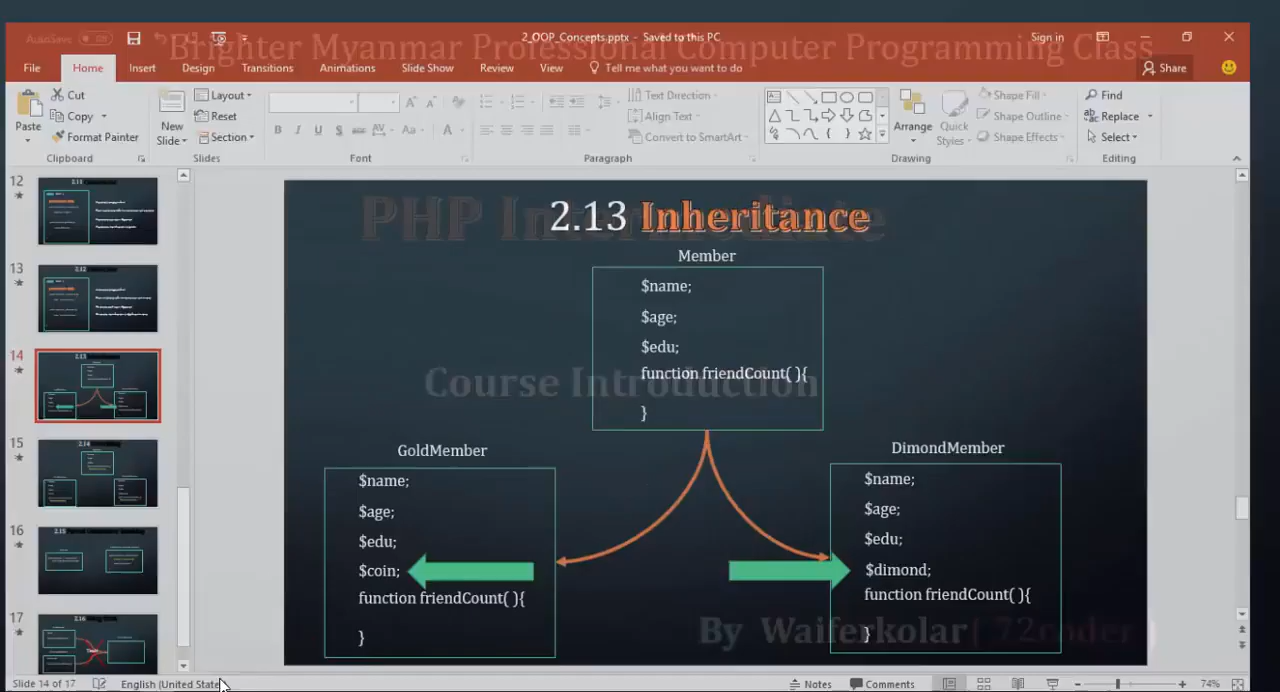 AutoSave Off
2_OOP_Concepts.pptx - Saved to this PC
Sign in
Brighter Myanmar Professional Computer Programming Class
File Home Insert Design Transitions Animations Slide Show Review View Tell me what you want to do Share
Paste
Cut
Copy
Format Painter
Clipboard
New Slide
Layout
Reset
Section
Slides
Font
Text Direction
Align Text
Convert to SmartArt
Paragraph
Arrange
Quick Styles
Shape Fill
Shape Outline
Shape Effects
Drawing
Find
Replace
Select
Editing
12
13
14
15
16
17
PHP Intermediate
2.13 Inheritance
Member
$name;
$age;
$edu;
function friendCount( ){
}
Course Introduction
GoldMember
$name;
$age;
$edu;
$coin;
function friendCount( ){
}
DimondMember
$name;
$age;
$edu;
$dimond;
function friendCount( ){
}
By Waiferkolar ( 72coder )
Slide 14 of 17
English (United State
Notes
Comments
74%